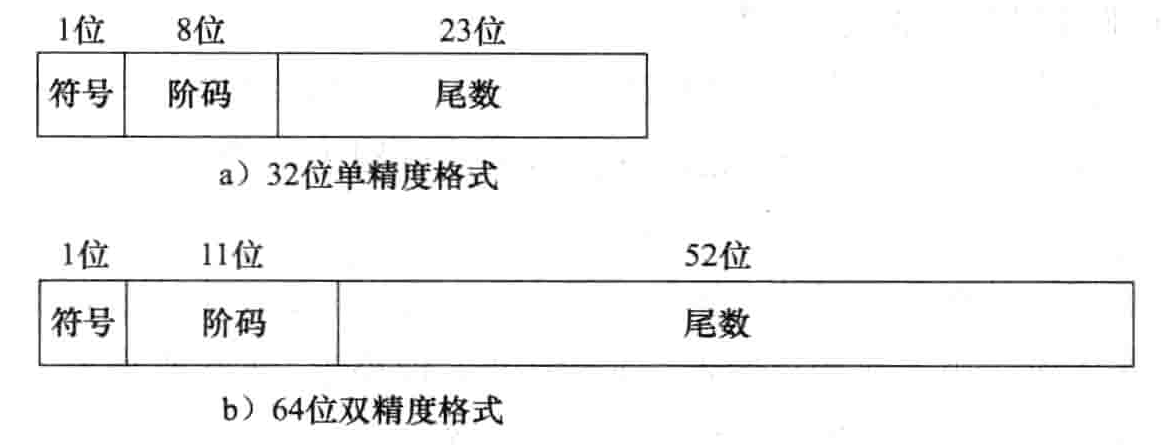 1位 8位 23位
符号 阶码 尾数
a）32位单精度格式
1位 11位 52位
符号 阶码 尾数
b）64位双精度格式